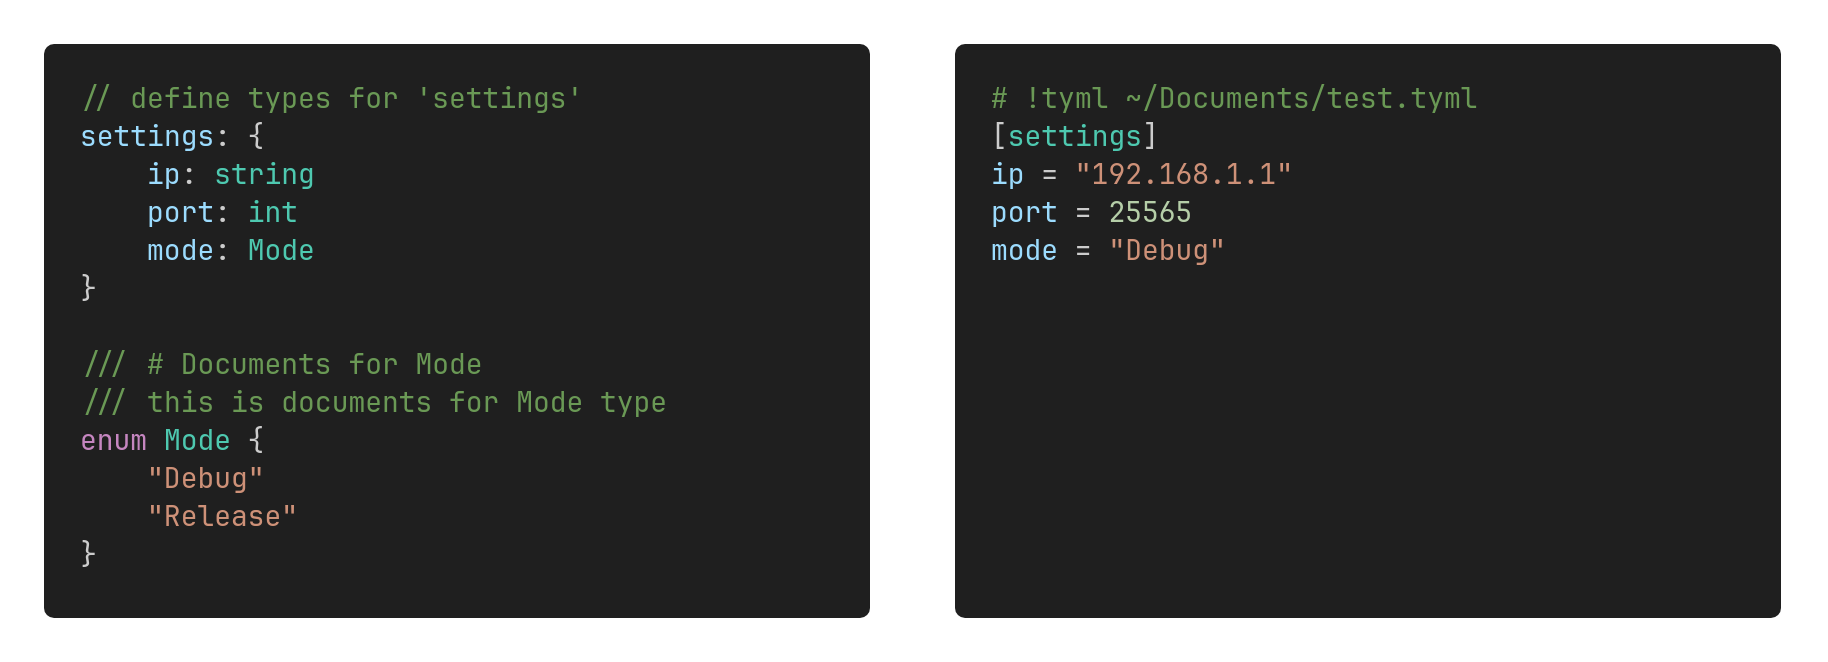 // define types for 'settings'
settings: {
    ip: string
    port: int
    mode: Mode
}

/// # Documents for Mode
/// this is documents for Mode type
enum Mode {
    "Debug"
    "Release"
}

# !tyml ~/Documents/test.tyml
[settings]
ip = "192.168.1.1"
port = 25565
mode = "Debug"